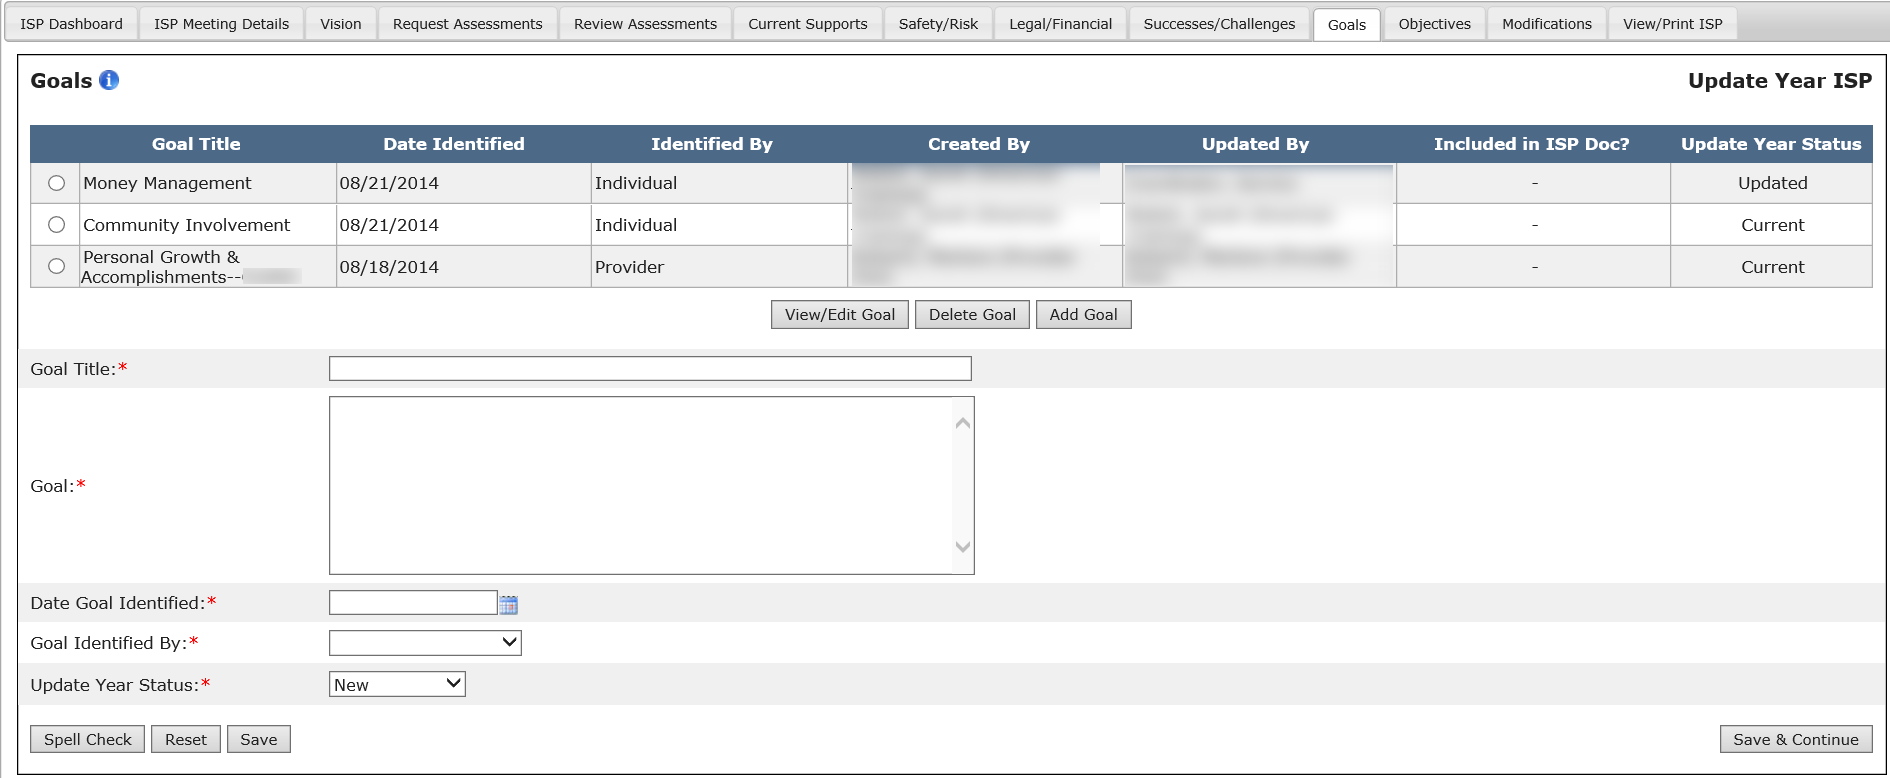 ISP Dashboard ISP Meeting Details Vision Request Assessments Review Assessments Current Supports Safety/Risk Legal/Financial Successes/Challenges Goals Objectives Modifications View/Print ISP
Goals Update Year ISP
Goal Title Date Identified Identified By Created By Updated By Included in ISP Doc? Update Year Status
Money Management 08/21/2014 Individual - Updated
Community Involvement 08/21/2014 Individual - Current
Personal Growth &
Accomplishments-- 08/18/2014 Provider - Current
View/Edit Goal Delete Goal Add Goal
Goal Title:*
Goal:*
Date Goal Identified:*
Goal Identified By:*
Update Year Status:* New
Spell Check Reset Save Save & Continue